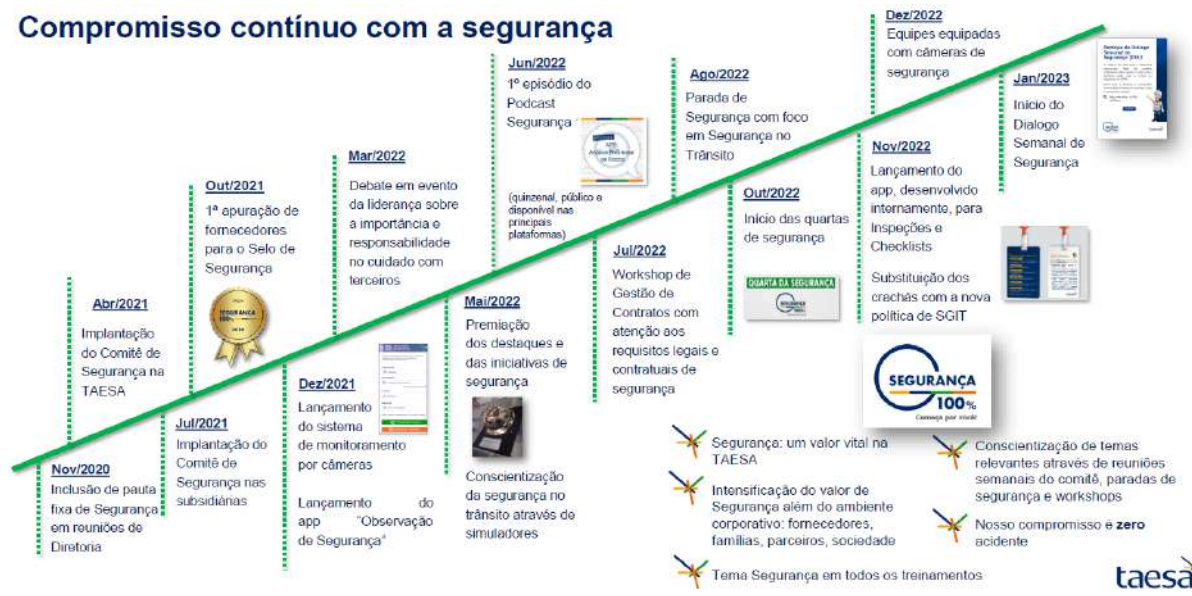 Compromisso contínuo com a segurança
Nov/2020
Inclusão de pauta
fixa de Segurança
em reuniões de
Diretoria
Abr/2021
Implantação
do Comitê de
Segurança na
TAESA
Jul/2021
Implantação do
Comitê de
Segurança nas
subsidiárias
Out/2021
1ª apuração de
fornecedores
para o Selo de
Segurança
SEGURANÇA
100%
Dez/2021
Lançamento
do sistema
de monitoramento
por câmeras
Lançamento do
app "Observação
de Segurança"
Mar/2022
Debate em evento
da liderança sobre
a importância e
responsabilidade
no cuidado com
terceiros
Mai/2022
Premiação
dos destaques e
das iniciativas de
segurança
Conscientização
da segurança no
trânsito através de
simuladores
Jun/2022
1º episódio do
Podcast
Segurança
(quinzenal, público e
disponível nas
principais
plataformas)
Jul/2022
Workshop de
Gestão de
Contratos com
atenção aos
requisitos legais e
contratuais de
segurança
Ago/2022
Parada de
Segurança com foco
em Segurança no
Trânsito
Out/2022
Início das quartas
de segurança
QUARTA DA SEGURANÇA
Nov/2022
Lançamento do
app, desenvolvido
internamente, para
Inspeções e
Checklists
Substituição dos
crachás com a nova
política de SGIT
Dez/2022
Equipes equipadas
com câmeras de
segurança
Jan/2023
Início do
Dialogo
Semanal de
Segurança
SEGURANÇA
100%
Começa por você!
Segurança: um valor vital na
TAESA
Intensificação do valor de
Segurança além do ambiente
corporativo: fornecedores,
famílias, parceiros, sociedade
Tema Segurança em todos os treinamentos
Conscientização de temas
relevantes através de reuniões
semanais do comitê, paradas de
segurança e workshops
Nosso compromisso é zero
acidente
taesa